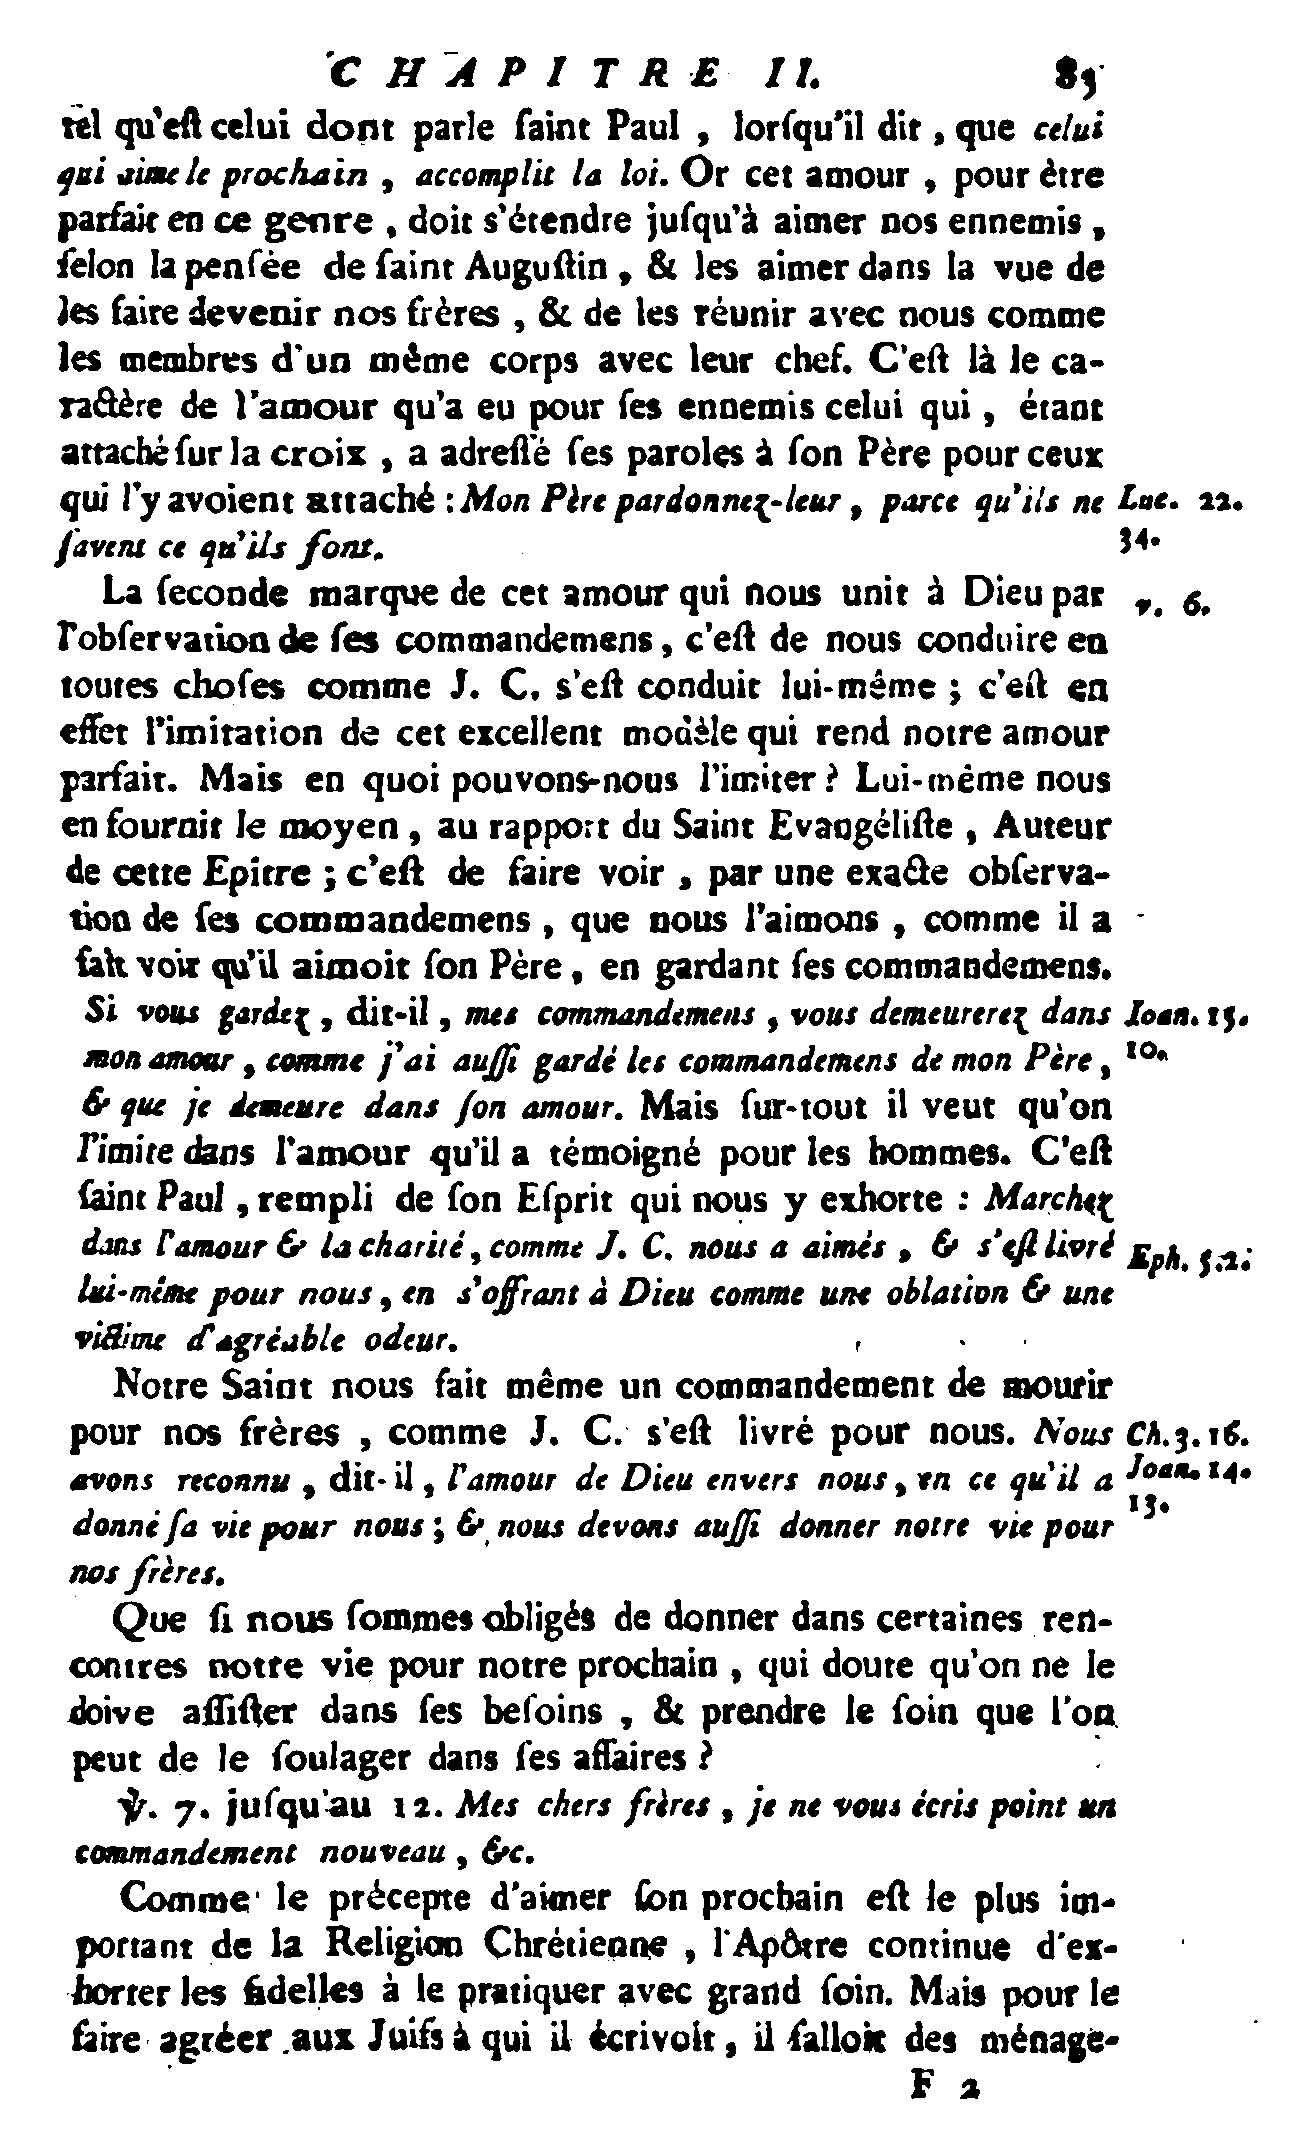 CHAPITRE II. 83
tel qu'eſt celui dont parle ſaint Paul, lorſqu'il dit, que celui
qui aime le prochain, accomplit la loi. Or cet amour, pour être
parfait en ce genre, doit s'étendre juſqu'à aimer nos ennemis,
ſelon la penſée de ſaint Auguſtin, & les aimer dans la vue de
les faire devenir nos frères, & de les réunir avec nous comme
les membres d'un même corps avec leur chef. C'eſt là le ca-
ractère de l'amour qu'a eu pour ſes ennemis celui qui, étant
attaché ſur la croix, a adreſſé ſes paroles à ſon Père pour ceux
qui l'y avoient attaché : Mon Père pardonnez-leur, parce qu'ils ne Luc. 22.
ſavent ce qu'ils font. 34.
La ſeconde marque de cet amour qui nous unit à Dieu par v. 6.
l'obſervation de ſes commandemens, c'eſt de nous conduire en
toutes choſes comme J. C. s'eſt conduit lui-même ; c'eſt en
effet l'imitation de cet excellent modèle qui rend notre amour
parfait. Mais en quoi pouvons-nous l'imiter ? Lui-même nous
en fournit le moyen, au rapport du Saint Evangéliſte, Auteur
de cette Epitre ; c'eſt de faire voir, par une exacte obſerva-
tion de ſes commandemens, que nous l'aimons, comme il a
fait voir qu'il aimoit ſon Père, en gardant ſes commandemens.
Si vous gardez, dit-il, mes commandemens, vous demeurerez dans Joan. 15.
mon amour, comme j'ai auſſi gardé les commandemens de mon Père, 10.
& que je demeure dans ſon amour. Mais ſur-tout il veut qu'on
l'imite dans l'amour qu'il a témoigné pour les hommes. C'eſt
ſaint Paul, rempli de ſon Eſprit qui nous y exhorte : Marchez
dans l'amour & la charité, comme J. C. nous a aimés, & s'eſt livré Eph. 5.2.
lui-même pour nous, en s'offrant à Dieu comme une oblation & une
victime d'agréable odeur.
Notre Saint nous fait même un commandement de mourir
pour nos frères, comme J. C. s'eſt livré pour nous. Nous Ch. 3. 16.
avons reconnu, dit-il, l'amour de Dieu envers nous, en ce qu'il a Joan. 14.
donné ſa vie pour nous ; & nous devons auſſi donner notre vie pour 13.
nos frères.
Que ſi nous ſommes obligés de donner dans certaines ren-
contres notre vie pour notre prochain, qui doute qu'on ne le
doive aſſiſter dans ſes beſoins, & prendre le ſoin que l'on
peut de le ſoulager dans ſes affaires ?
℣. 7. juſqu'au 12. Mes chers frères, je ne vous écris point un
commandement nouveau, &c.
Comme le précepte d'aimer ſon prochain eſt le plus im-
portant de la Religion Chrétienne, l'Apôtre continue d'ex-
horter les fidelles à le pratiquer avec grand ſoin. Mais pour le
faire agréer aux Juifs à qui il écrivoit, il falloit des ménage-
F 2